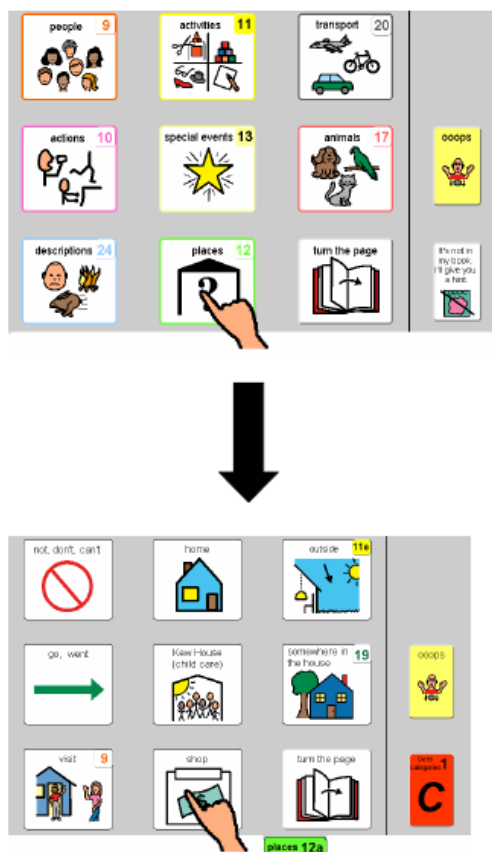 people 9
activities 11
transport 20
actions 10
special events 13
animals 17
ooops
descriptions 24
places 12
turn the page
It's not in
my book.
I'll give you
a hint.
?
not, don't, can't
home
outside 11e
go, went
Kew House
(child care)
somewhere in
the house 19
ooops
visit 9
shop
turn the page
Go to
categories 1
C
places 12a